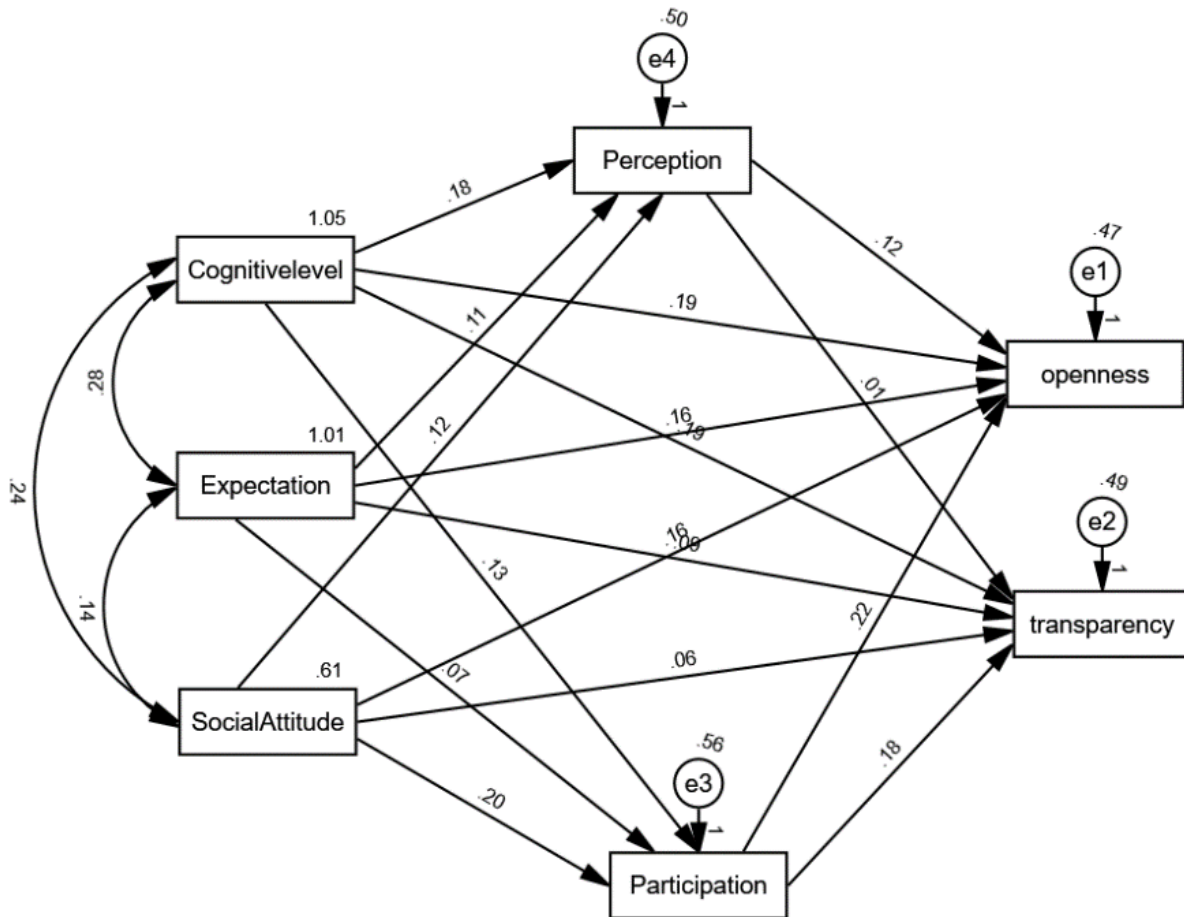 .50
e4
1
Perception
.18
1.05
Cognitivelevel
.12
.47
e1
1
.19
openness
.11
.01
.28
.12
.16
.19
1.01
Expectation
.24
.49
e2
1
.16
.09
.13
.14
.22
transparency
.61
.07
.06
SocialAttitude
.56
.18
e3
.20
1
Participation